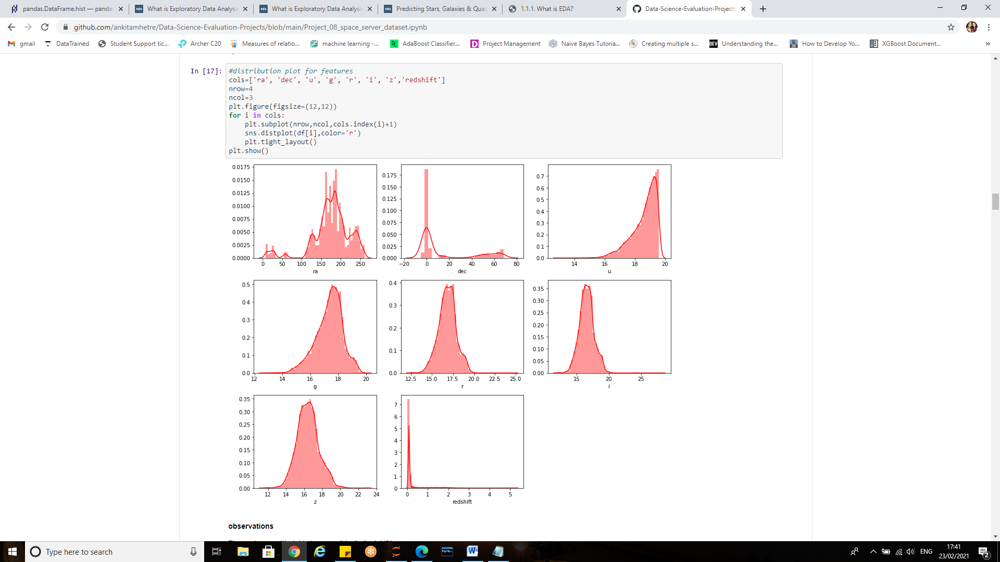 pandas.DataFrame.hist — pandas
What is Exploratory Data Analysis
What is Exploratory Data Analysis
Predicting Stars, Galaxies & Quas
1.1.1. What is EDA?
Data-Science-Evaluation-Projects
github.com/ankitamhetre/Data-Science-Evaluation-Projects/blob/main/Project_08_space_server_dataset.ipynb
gmail DataTrained Student Support tic... Archer C20 Measures of relatio... machine learning -... AdaBoost Classifier... Project Management Naive Bayes Tutoria... Creating multiple s... DEV Understanding the... How to Develop Yo... XGBoost Document... »
In [17]: #distribution plot for features
cols=['ra', 'dec', 'u', 'g', 'r', 'i', 'z','redshift']
nrow=4
ncol=3
plt.figure(figsize=(12,12))
for i in cols:
plt.subplot(nrow,ncol,cols.index(i)+1)
sns.distplot(df[i],color='r')
plt.tight_layout()
plt.show()
0.0175
0.0150
0.0125
0.0100
0.0075
0.0050
0.0025
0.0000
0 50 100 150 200 250
ra
0.175
0.150
0.125
0.100
0.075
0.050
0.025
0.000
−20 0 20 40 60 80
dec
0.7
0.6
0.5
0.4
0.3
0.2
0.1
0.0
14 16 18 20
u
0.5
0.4
0.3
0.2
0.1
0.0
12 14 16 18 20
g
0.4
0.3
0.2
0.1
0.0
12.5 15.0 17.5 20.0 22.5 25.0
r
0.35
0.30
0.25
0.20
0.15
0.10
0.05
0.00
15 20 25
i
0.35
0.30
0.25
0.20
0.15
0.10
0.05
0.00
12 14 16 18 20 22 24
z
7
6
5
4
3
2
1
0
0 1 2 3 4 5
redshift
observations
Type here to search
ENG
17:41
23/02/2021
2